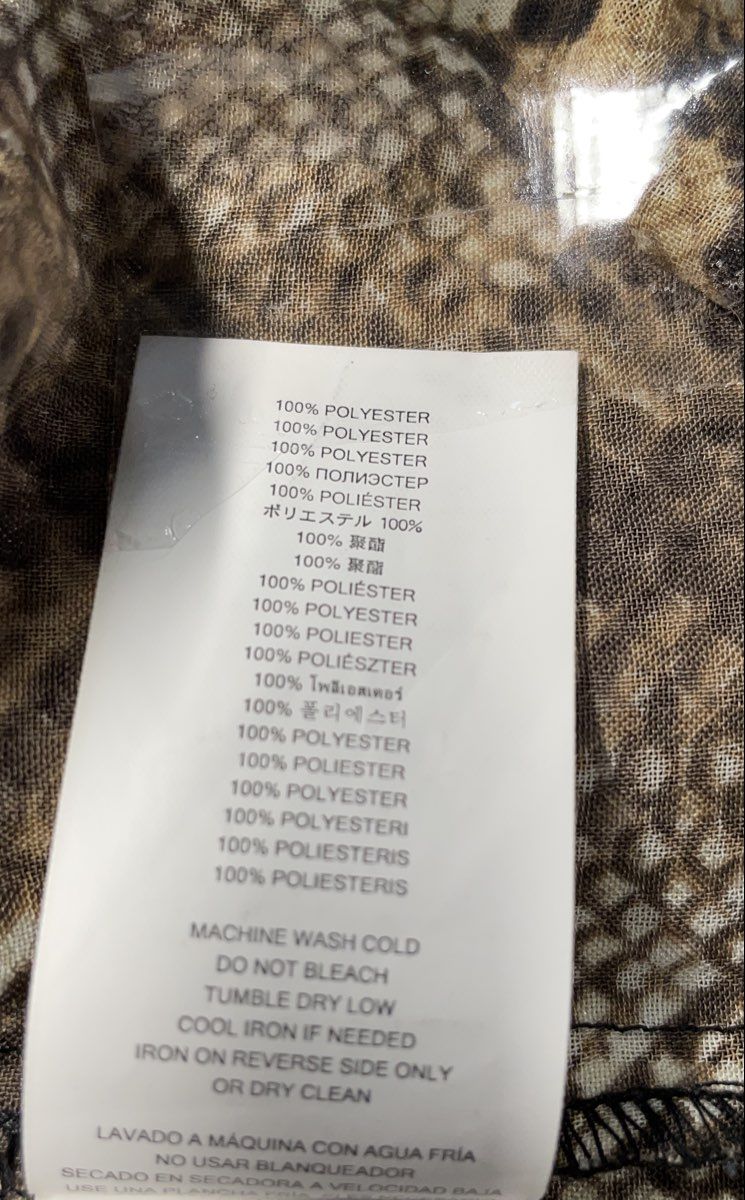 100% POLYESTER
100% POLYESTER
100% POLYESTER
100% ПОЛИЭСТЕР
100% POLIÉSTER
ポリエステル 100%
100% 聚酯
100% 聚酯
100% POLIÉSTER
100% POLYESTER
100% POLIESTER
100% POLIÉSZTER
100% โพลีเอสเตอร์
100% 폴리에스터
100% POLYESTER
100% POLIESTER
100% POLYESTER
100% POLYESTERI
100% POLIESTERIS
100% POLIESTERIS
MACHINE WASH COLD
DO NOT BLEACH
TUMBLE DRY LOW
COOL IRON IF NEEDED
IRON ON REVERSE SIDE ONLY
OR DRY CLEAN
LAVADO A MÁQUINA CON AGUA FRÍA
NO USAR BLANQUEADOR
SECADO EN SECADORA A VELOCIDAD BAJA
USE UNA PLANCHA FRÍA